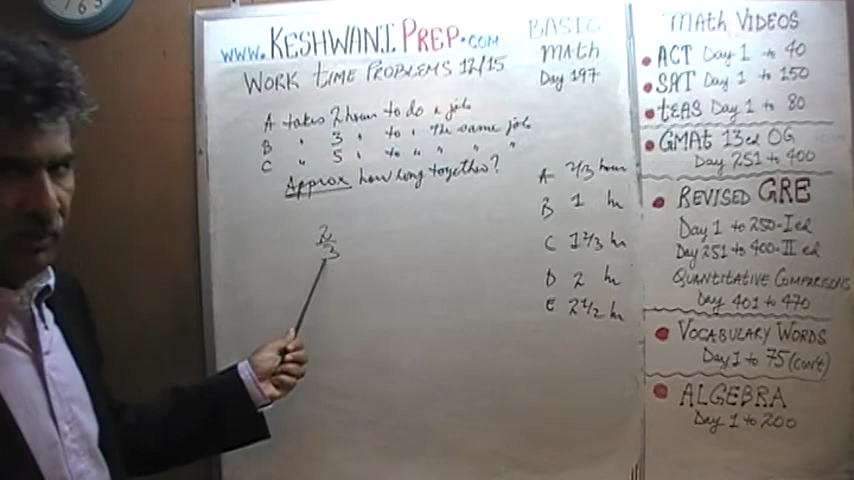 www.KESHWANI PREP.COM
WORK TIME PROBLEMS 12/15
BASIC
MATH
Day 197
A takes 2 hours to do a job
B " 3 " to " the same job
C " 5 " to " " " "
Approx how long together?
2/3
A 2/3 hour
B 1 hr
C 1 2/3 hr
D 2 hr
E 2 1/2 hr
MATH VIDEOS
ACT Day 1 to 40
SAT Day 1 to 150
TEAS Day 1 to 80
GMAT 13ed OG
Day 251 to 400
REVISED GRE
Day 1 to 250-I ed
Day 251 to 400-II ed
QUANTITATIVE COMPARISONS
Day 401 to 470
VOCABULARY WORDS
Day 1 to 75 (con't)
ALGEBRA
Day 1 to 200